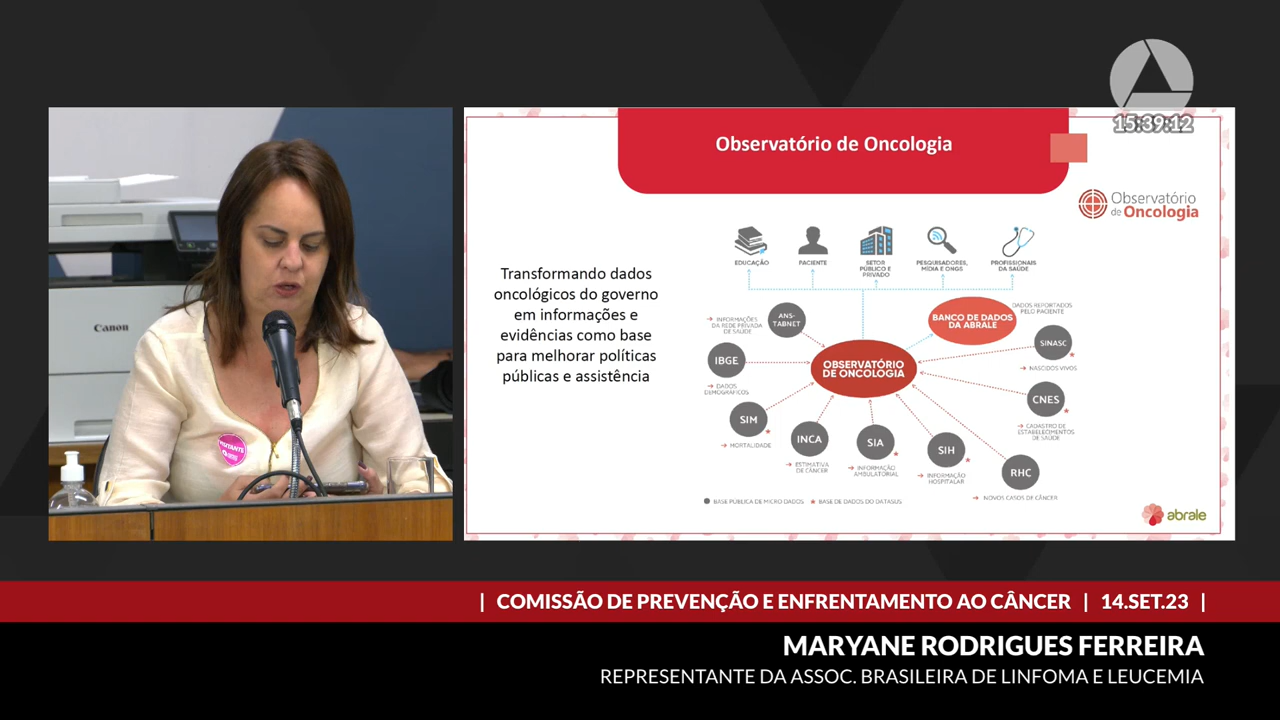 15:39:12
Canon
Observatório de Oncologia
Observatório
de Oncologia
Transformando dados
oncológicos do governo
em informações e
evidências como base
para melhorar políticas
públicas e assistência
EDUCAÇÃO
PACIENTE
SETOR
PÚBLICO E
PRIVADO
PESQUISADORES,
MÍDIA E ONGS
PROFISSIONAIS
DA SAÚDE
INFORMAÇÕES
DA REDE PRIVADA
DE SAÚDE
ANS-
TABNET
BANCO DE DADOS
DA ABRALE
DADOS REPORTADOS
PELO PACIENTE
IBGE
DADOS
DEMOGRÁFICOS
OBSERVATÓRIO
DE ONCOLOGIA
SINASC
NASCIDOS VIVOS
SIM
MORTALIDADE
INCA
ESTIMATIVA
DE CÂNCER
SIA
INFORMAÇÃO
AMBULATORIAL
SIH
INFORMAÇÃO
HOSPITALAR
CNES
CADASTRO DE
ESTABELECIMENTOS
DE SAÚDE
RHC
NOVOS CASOS DE CÂNCER
BASE PÚBLICA DE MICRO DADOS
BASE DE DADOS DO DATASUS
abrale
| COMISSÃO DE PREVENÇÃO E ENFRENTAMENTO AO CÂNCER | 14.SET.23 |
MARYANE RODRIGUES FERREIRA
REPRESENTANTE DA ASSOC. BRASILEIRA DE LINFOMA E LEUCEMIA